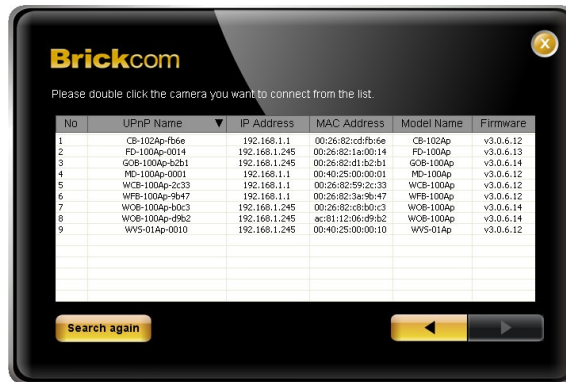 Brickcom
Please double click the camera you want to connect from the list.
No UPnP Name IP Address MAC Address Model Name Firmware
1 CB-102Ap-fb6e 192.168.1.1 00:26:82:cd:fb:6e CB-102Ap v3.0.6.12
2 FD-100Ap-0014 192.168.1.245 00:26:82:1a:00:14 FD-100Ap v3.0.6.13
3 GOB-100Ap-b2b1 192.168.1.245 00:26:82:d1:b2:b1 GOB-100Ap v3.0.6.14
4 MD-100Ap-0001 192.168.1.1 00:40:25:00:00:01 MD-100Ap v3.0.6.12
5 WCB-100Ap-2c33 192.168.1.1 00:26:82:59:2c:33 WCB-100Ap v3.0.6.12
6 WFB-100Ap-9b47 192.168.1.1 00:26:82:3a:9b:47 WFB-100Ap v3.0.6.12
7 WOB-100Ap-b0c3 192.168.1.245 00:26:82:c8:b0:c3 WOB-100Ap v3.0.6.14
8 WOB-100Ap-d9b2 192.168.1.245 ac:81:12:06:d9:b2 WOB-100Ap v3.0.6.14
9 WVS-01Ap-0010 192.168.1.245 00:40:25:00:00:10 WVS-01Ap v3.0.6.12
Search again